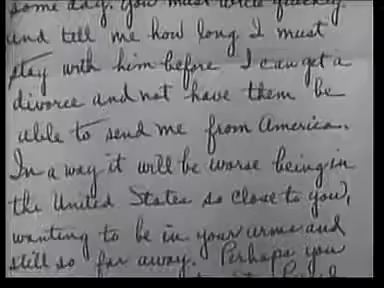 some day. You must write quickly
and tell me how long I must
stay with him before I can get a
divorce and not have them be
able to send me from America.
In a way it will be worse being in
the United States so close to you,
wanting to be in your arms and
still so far away. Perhaps you